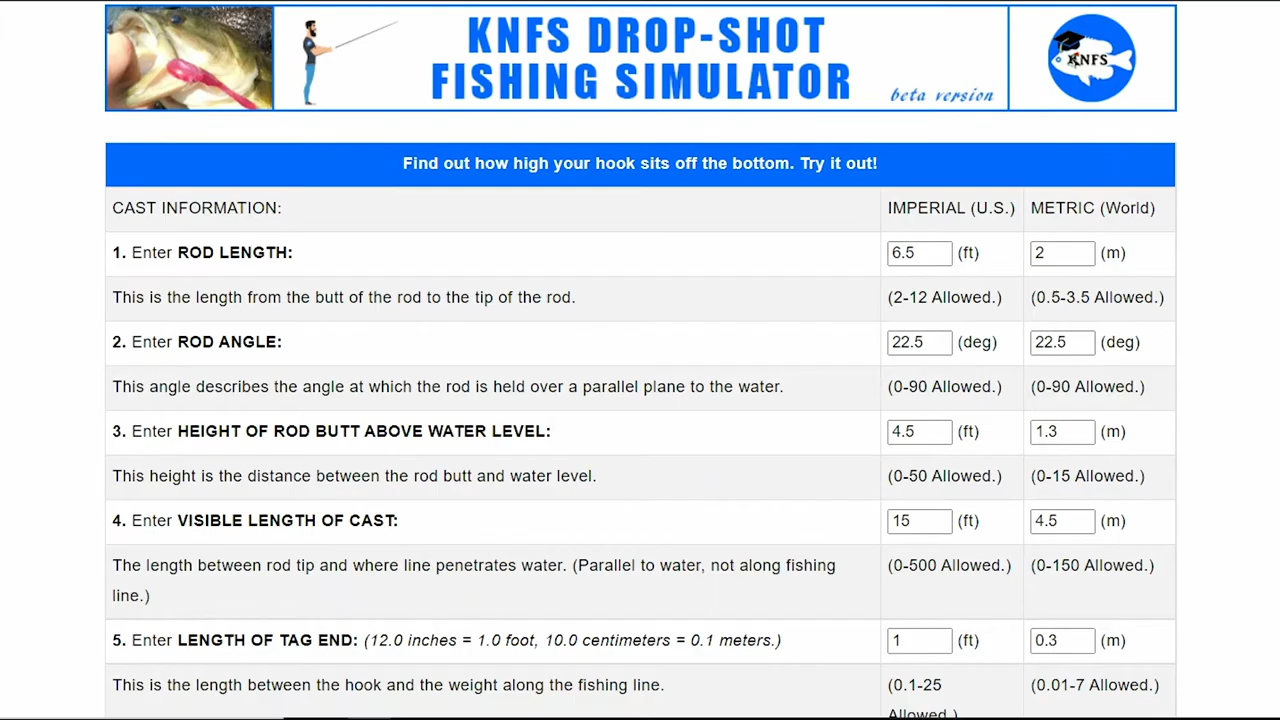 KNFS DROP-SHOT
FISHING SIMULATOR
beta version
KNFS
Find out how high your hook sits off the bottom. Try it out!
CAST INFORMATION: IMPERIAL (U.S.) METRIC (World)
1. Enter ROD LENGTH: 6.5 (ft) 2 (m)
This is the length from the butt of the rod to the tip of the rod. (2-12 Allowed.) (0.5-3.5 Allowed.)
2. Enter ROD ANGLE: 22.5 (deg) 22.5 (deg)
This angle describes the angle at which the rod is held over a parallel plane to the water. (0-90 Allowed.) (0-90 Allowed.)
3. Enter HEIGHT OF ROD BUTT ABOVE WATER LEVEL: 4.5 (ft) 1.3 (m)
This height is the distance between the rod butt and water level. (0-50 Allowed.) (0-15 Allowed.)
4. Enter VISIBLE LENGTH OF CAST: 15 (ft) 4.5 (m)
The length between rod tip and where line penetrates water. (Parallel to water, not along fishing (0-500 Allowed.) (0-150 Allowed.)
line.)
5. Enter LENGTH OF TAG END: (12.0 inches = 1.0 foot, 10.0 centimeters = 0.1 meters.) 1 (ft) 0.3 (m)
This is the length between the hook and the weight along the fishing line. (0.1-25 (0.01-7 Allowed.)
Allowed.)